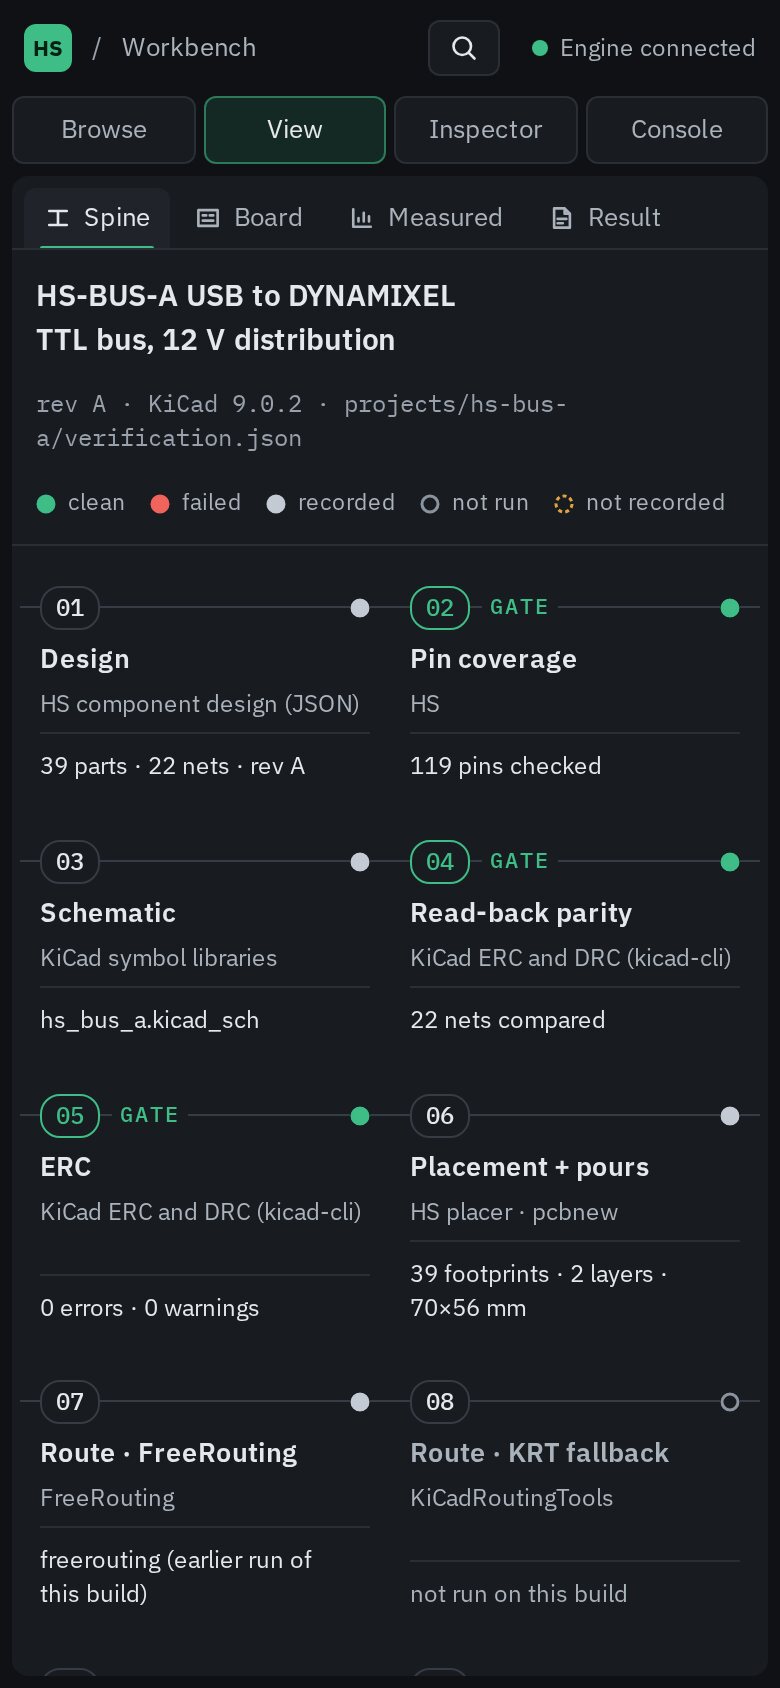 HS / Workbench
Engine connected
Browse
View
Inspector
Console
Spine
Board
Measured
Result
HS-BUS-A USB to DYNAMIXEL
TTL bus, 12 V distribution
rev A · KiCad 9.0.2 · projects/hs-bus-
a/verification.json
clean
failed
recorded
not run
not recorded
01
Design
HS component design (JSON)
39 parts · 22 nets · rev A
02 GATE
Pin coverage
HS
119 pins checked
03
Schematic
KiCad symbol libraries
hs_bus_a.kicad_sch
04 GATE
Read-back parity
KiCad ERC and DRC (kicad-cli)
22 nets compared
05 GATE
ERC
KiCad ERC and DRC (kicad-cli)
0 errors · 0 warnings
06
Placement + pours
HS placer · pcbnew
39 footprints · 2 layers ·
70×56 mm
07
Route · FreeRouting
FreeRouting
freerouting (earlier run of
this build)
08
Route · KRT fallback
KiCadRoutingTools
not run on this build